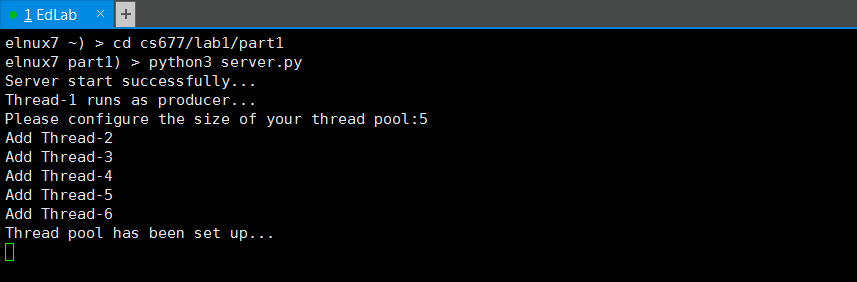 1 EdLab × +
elnux7 ~) > cd cs677/lab1/part1
elnux7 part1) > python3 server.py
Server start successfully...
Thread-1 runs as producer...
Please configure the size of your thread pool:5
Add Thread-2
Add Thread-3
Add Thread-4
Add Thread-5
Add Thread-6
Thread pool has been set up...